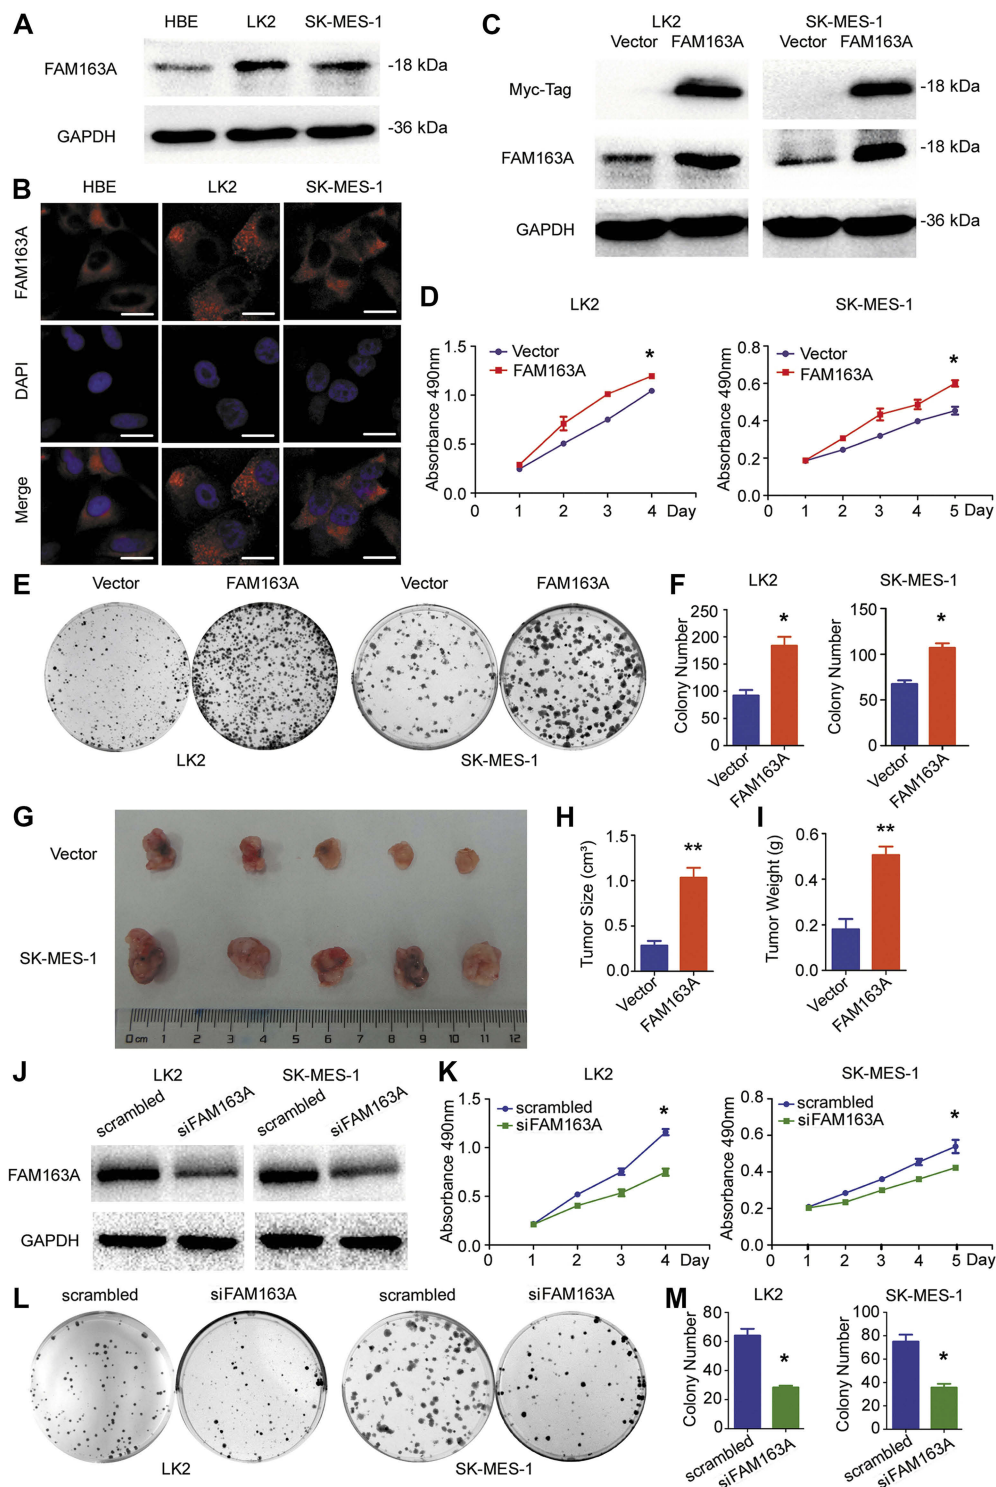 A
HBE LK2 SK-MES-1
FAM163A
-18 kDa
GAPDH
-36 kDa
B
HBE LK2 SK-MES-1
FAM163A
DAPI
Merge
C
LK2 SK-MES-1
Vector FAM163A Vector FAM163A
Myc-Tag
-18 kDa
FAM163A
-18 kDa
GAPDH
-36 kDa
D
LK2
Absorbance 490nm
1.5
1.0
0.5
0.0
Vector
FAM163A
*
0 1 2 3 4 Day
SK-MES-1
Absorbance 490nm
0.8
0.6
0.4
0.2
0.0
Vector
FAM163A
*
0 1 2 3 4 5 Day
E
Vector FAM163A Vector FAM163A
LK2 SK-MES-1
F
LK2
Colony Number
250
200
150
100
50
0
*
Vector
FAM163A
SK-MES-1
Colony Number
150
100
50
0
*
Vector
FAM163A
G
Vector
SK-MES-1
0cm 1 2 3 4 5 6 7 8 9 10 11 12
H
Tumor Size (cm³)
1.5
1.0
0.3
0.0
**
Vector
FAM163A
I
Tumor Weight (g)
0.6
0.4
0.2
0.0
**
Vector
FAM163A
J
LK2 SK-MES-1
scrambled siFAM163A scrambled siFAM163A
FAM163A
GAPDH
K
LK2
Absorbance 490nm
1.5
1.0
0.5
0.0
scrambled
siFAM163A
*
0 1 2 3 4 Day
SK-MES-1
Absorbance 490nm
0.8
0.6
0.4
0.2
0.0
scrambled
siFAM163A
*
0 1 2 3 4 5 Day
L
scrambled siFAM163A scrambled siFAM163A
LK2 SK-MES-1
M
LK2
Colony Number
80
60
40
20
0
*
scrambled
siFAM163A
SK-MES-1
Colony Number
100
80
60
40
20
0
*
scrambled
siFAM163A